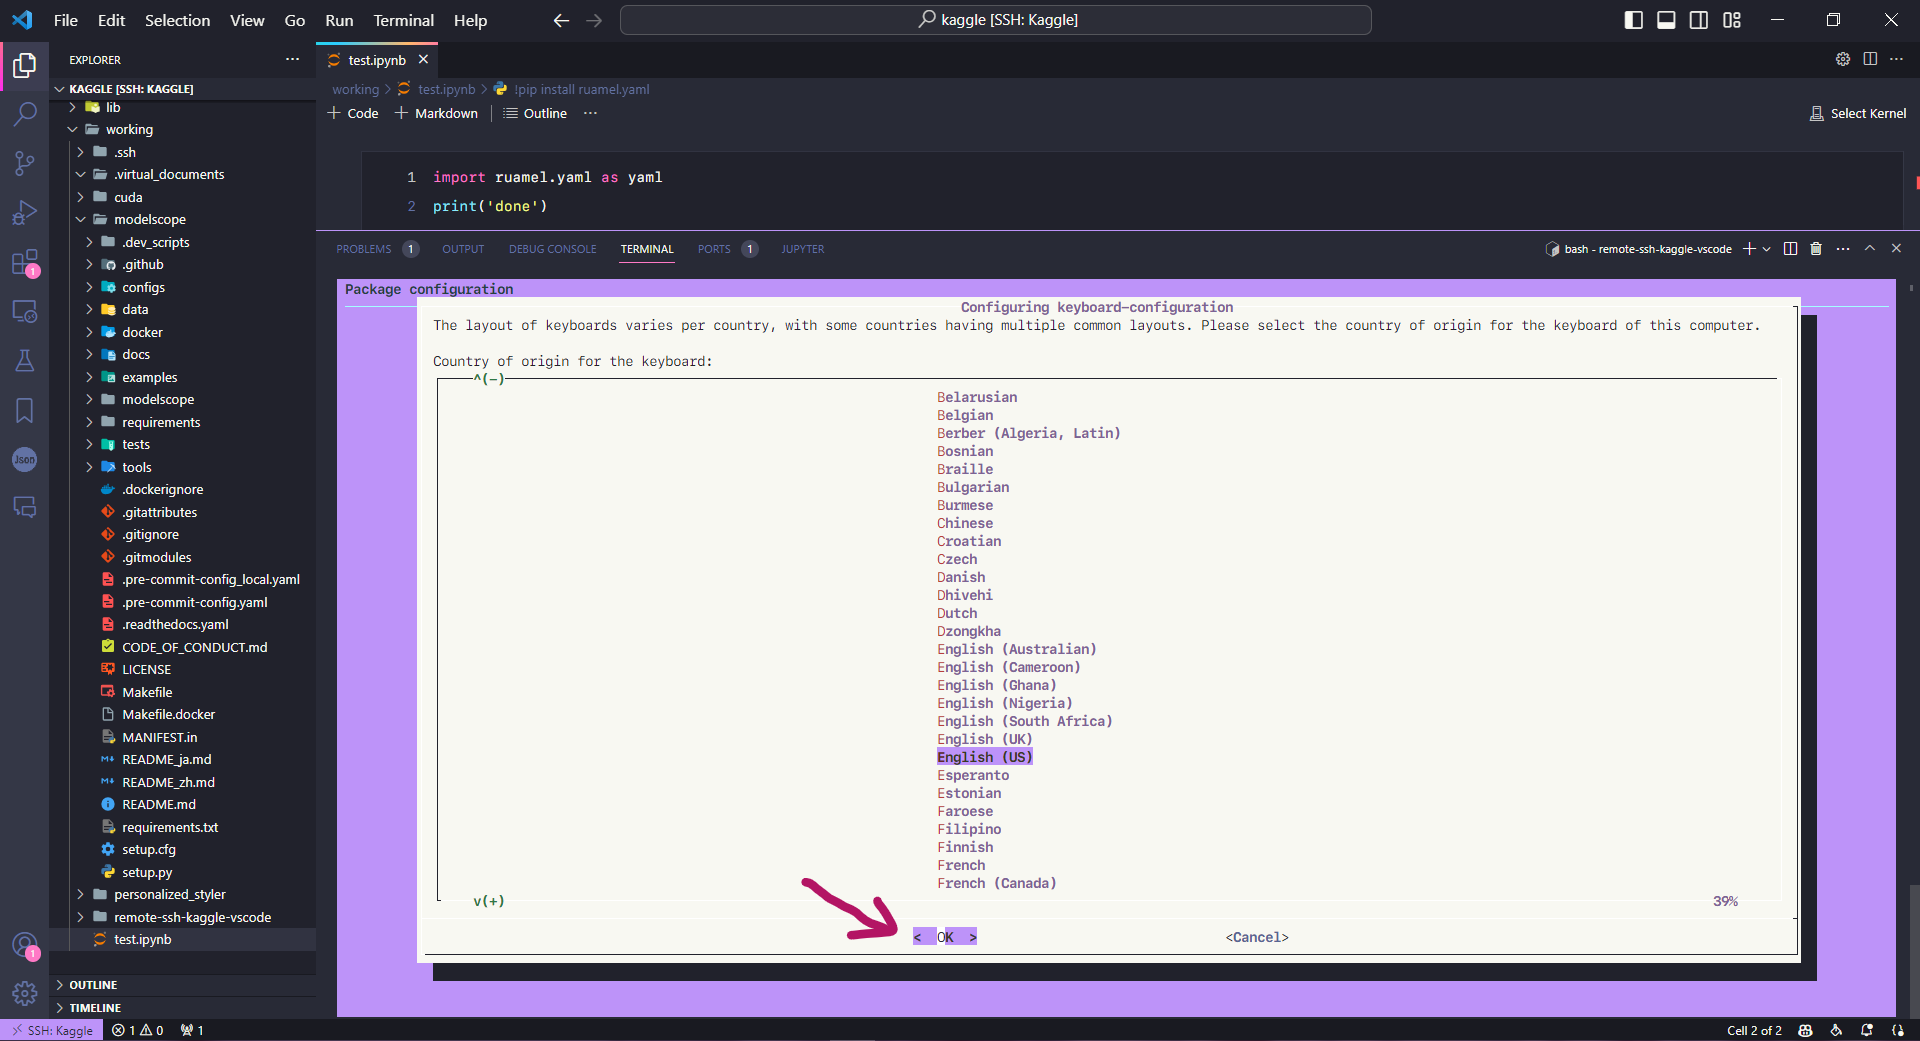 File Edit Selection View Go Run Terminal Help
kaggle [SSH: Kaggle]
EXPLORER
KAGGLE [SSH: KAGGLE]
lib
working
.ssh
.virtual_documents
cuda
modelscope
.dev_scripts
.github
configs
data
docker
docs
examples
modelscope
requirements
tests
tools
.dockerignore
.gitattributes
.gitignore
.gitmodules
.pre-commit-config_local.yaml
.pre-commit-config.yaml
.readthedocs.yaml
CODE_OF_CONDUCT.md
LICENSE
Makefile
Makefile.docker
MANIFEST.in
README_ja.md
README_zh.md
README.md
requirements.txt
setup.cfg
setup.py
personalized_styler
remote-ssh-kaggle-vscode
test.ipynb
OUTLINE
TIMELINE
1
Json
1
test.ipynb
working > test.ipynb > !pip install ruamel.yaml
+ Code + Markdown Outline ...
Select Kernel
1 import ruamel.yaml as yaml
2 print('done')
PROBLEMS 1 OUTPUT DEBUG CONSOLE TERMINAL PORTS 1 JUPYTER
bash - remote-ssh-kaggle-vscode
Package configuration
Configuring keyboard-configuration
The layout of keyboards varies per country, with some countries having multiple common layouts. Please select the country of origin for the keyboard of this computer.
Country of origin for the keyboard:
^(-)
Belarusian
Belgian
Berber (Algeria, Latin)
Bosnian
Braille
Bulgarian
Burmese
Chinese
Croatian
Czech
Danish
Dhivehi
Dutch
Dzongkha
English (Australian)
English (Cameroon)
English (Ghana)
English (Nigeria)
English (South Africa)
English (UK)
English (US)
Esperanto
Estonian
Faroese
Filipino
Finnish
French
French (Canada)
v(+) 39%
< OK > <Cancel>
SSH: Kaggle 1 0 1
Cell 2 of 2